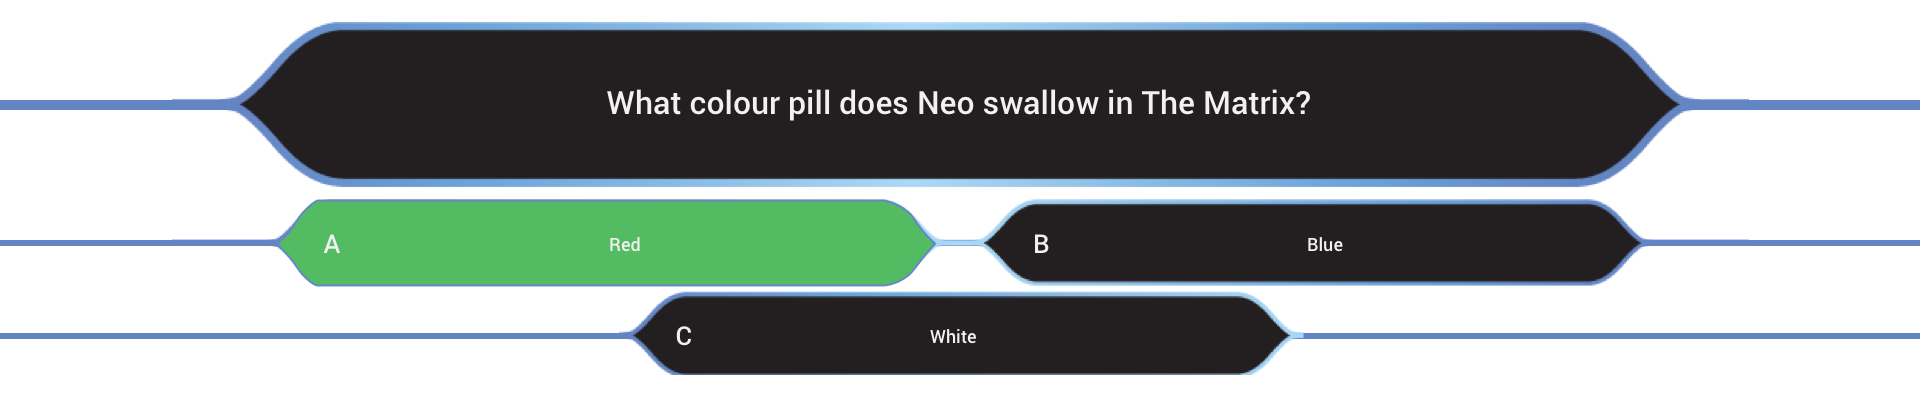 What colour pill does Neo swallow in The Matrix?
A Red
B Blue
C White